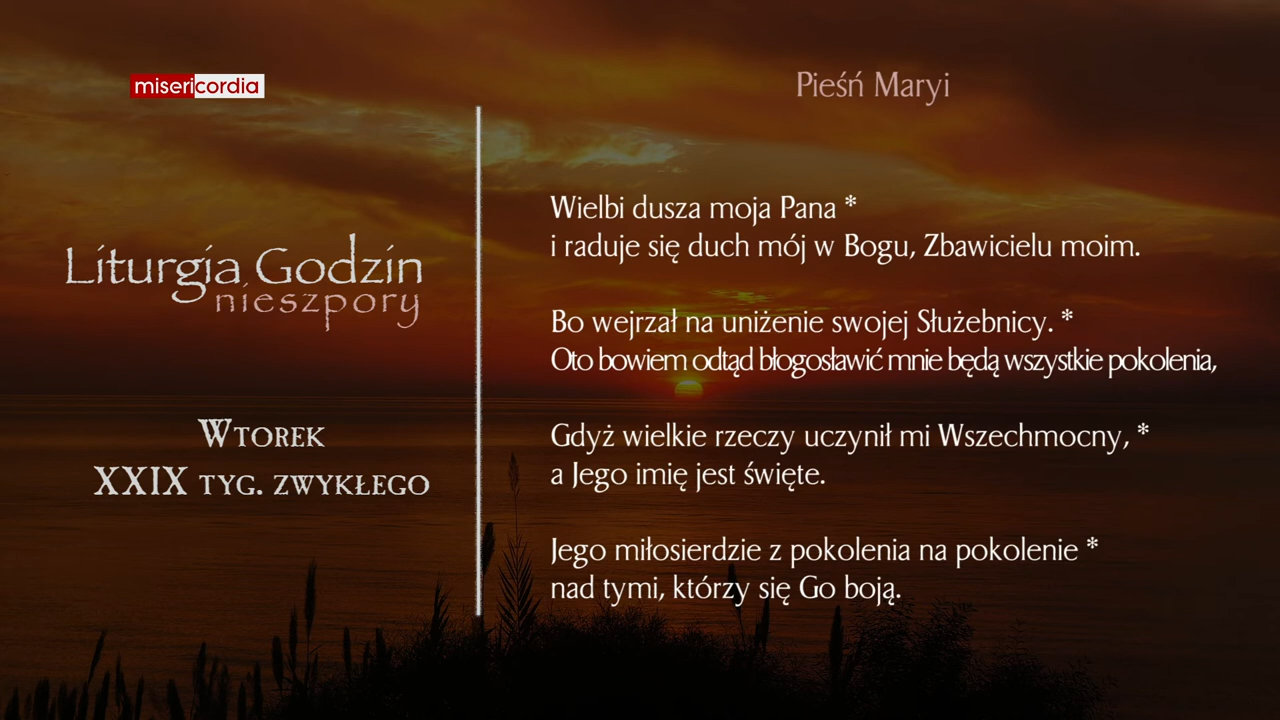 misericordia
Liturgia Godzin
nieszpory
Wtorek
XXIX tyg. zwykłego
Pieśń Maryi
Wielbi dusza moja Pana *
i raduje się duch mój w Bogu, Zbawicielu moim.
Bo wejrzał na uniżenie swojej Służebnicy. *
Oto bowiem odtąd błogosławić mnie będą wszystkie pokolenia,
Gdyż wielkie rzeczy uczynił mi Wszechmocny, *
a Jego imię jest święte.
Jego miłosierdzie z pokolenia na pokolenie *
nad tymi, którzy się Go boją.